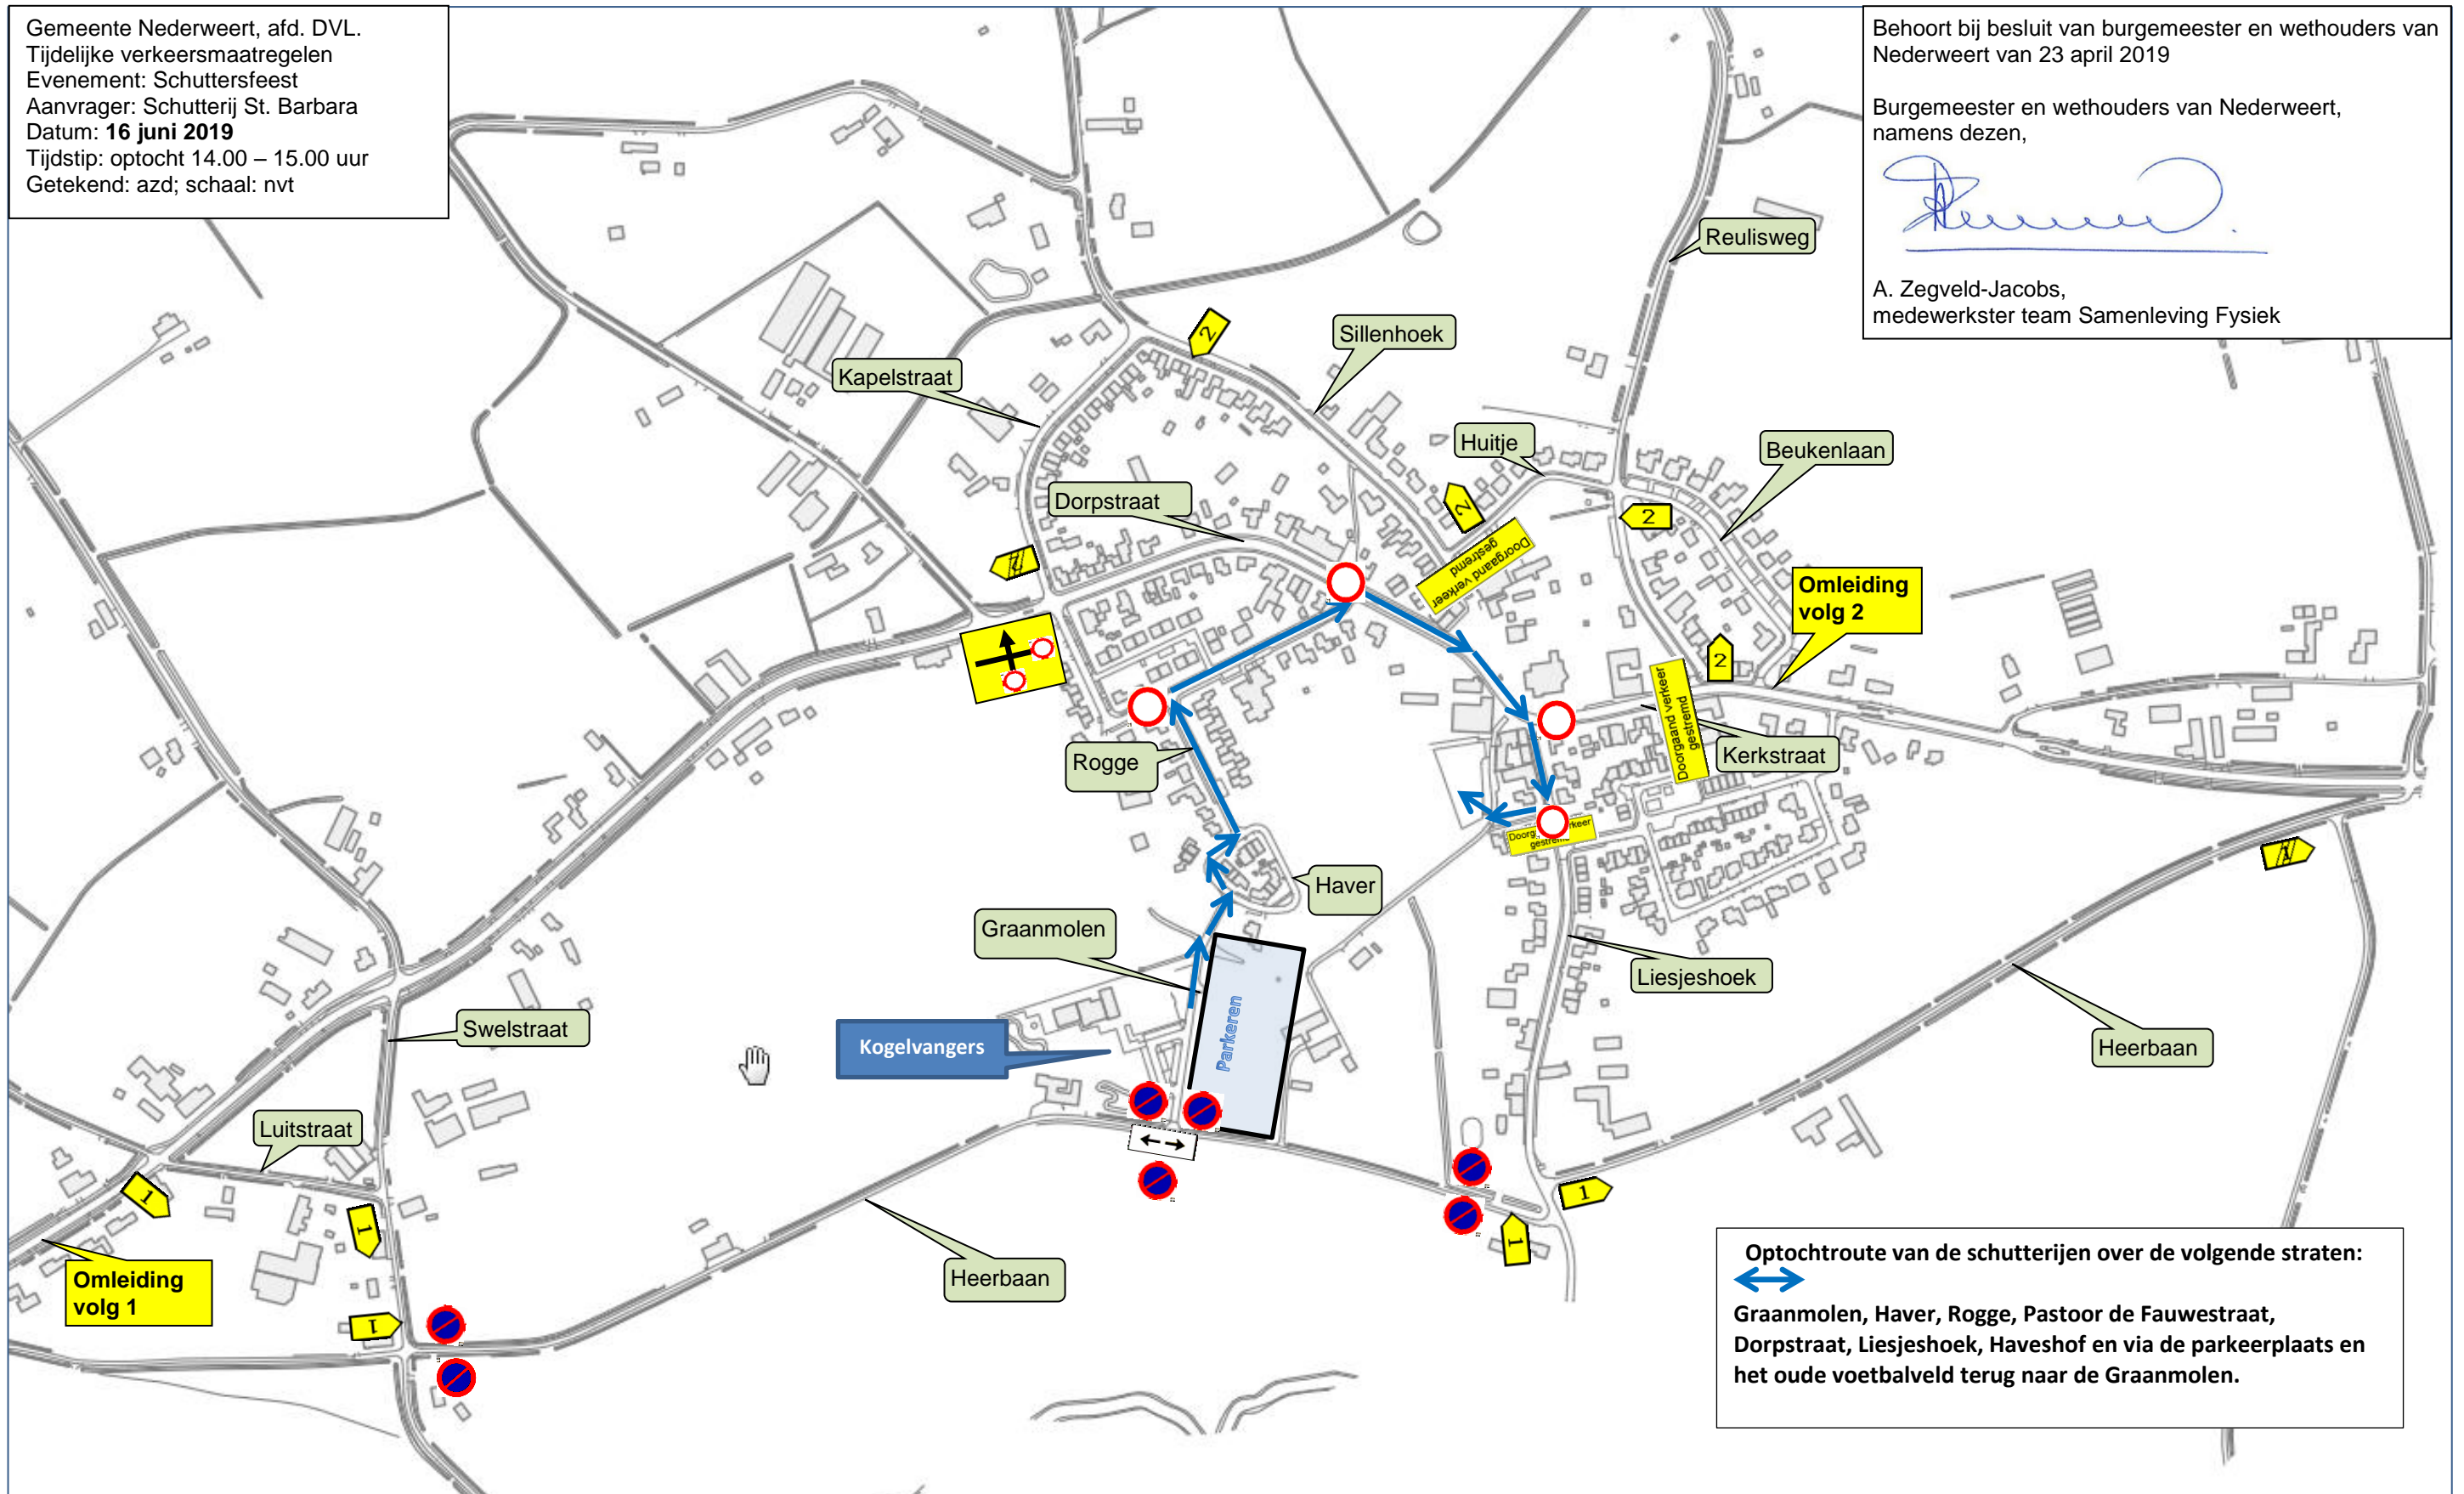 Gemeente Nederweert, afd. DVL.
Tijdelijke verkeersmaatregelen
Evenement: Schuttersfeest
Aanvrager: Schutterij St. Barbara
Datum: 16 juni 2019
Tijdstip: optocht 14.00 – 15.00 uur
Getekend: azd; schaal: nvt
Behoort bij besluit van burgemeester en wethouders van
Nederweert van 23 april 2019
Burgemeester en wethouders van Nederweert,
namens dezen,
A. Zegveld-Jacobs,
medewerkster team Samenleving Fysiek
Reulisweg
Sillenhoek
2
Kapelstraat
Huitje
Beukenlaan
Dorpstraat
2
2
Doorgaand verkeer
gestremd
2
Omleiding
volg 2
2
Doorgaand verkeer
gestremd
Kerkstraat
Rogge
gestremd
1
Haver
Graanmolen
Liesjeshoek
Parkeren
Swelstraat
Kogelvangers
Heerbaan
Luitstraat
1
1
1
1
Omleiding
volg 1
Heerbaan
1
Optochtroute van de schutterijen over de volgende straten:
Graanmolen, Haver, Rogge, Pastoor de Fauwestraat,
Dorpstraat, Liesjeshoek, Haveshof en via de parkeerplaats en
het oude voetbalveld terug naar de Graanmolen.